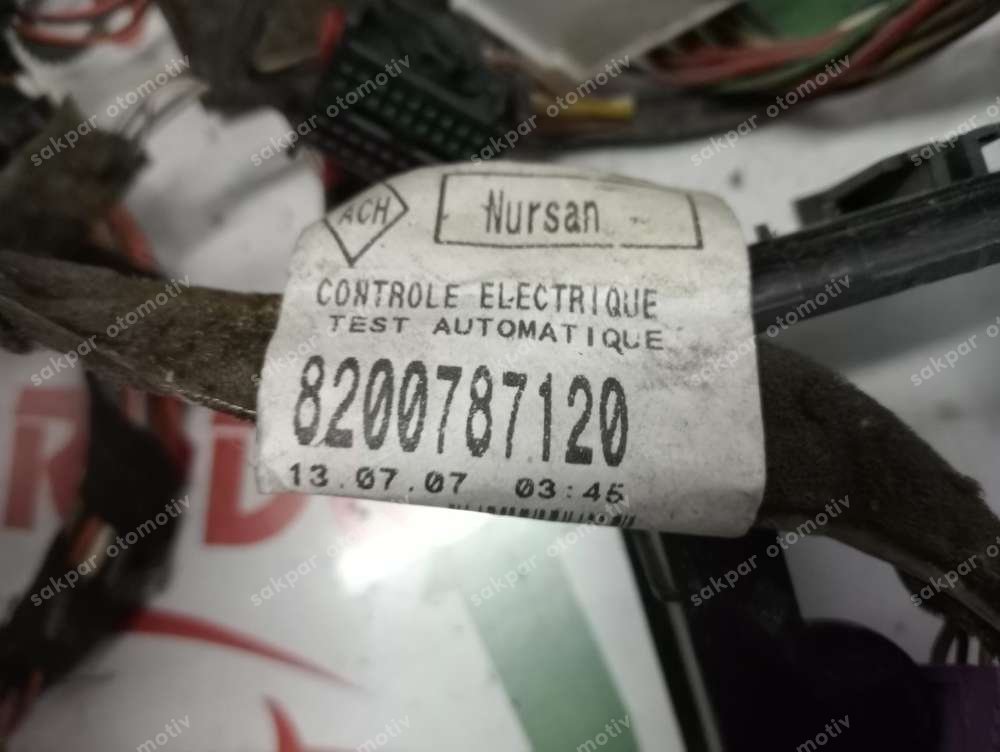 ACH
Nursan
CONTROLE ELECTRIQUE
TEST AUTOMATIQUE
8200787120
13.07.07 03:45
sakpar otomotiv